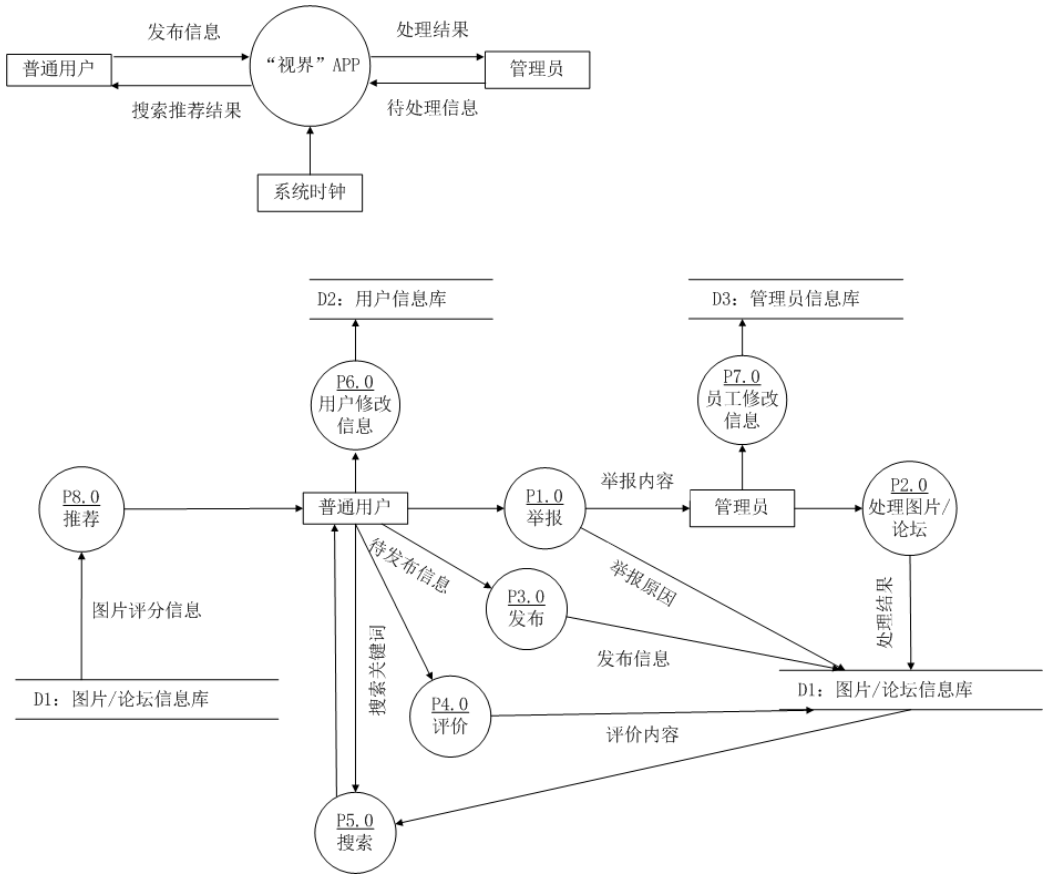 发布信息
处理结果
普通用户
“视界”APP
管理员
搜索推荐结果
待处理信息
系统时钟
D2: 用户信息库
D3: 管理员信息库
P6.0
用户修改
信息
P7.0
员工修改
信息
P8.0
推荐
普通用户
P1.0
举报
举报内容
管理员
P2.0
处理图片/
论坛
待发布信息
举报原因
处理结果
图片评分信息
P3.0
发布
发布信息
搜索关键词
D1: 图片/论坛信息库
D1: 图片/论坛信息库
P4.0
评价
评价内容
P5.0
搜索